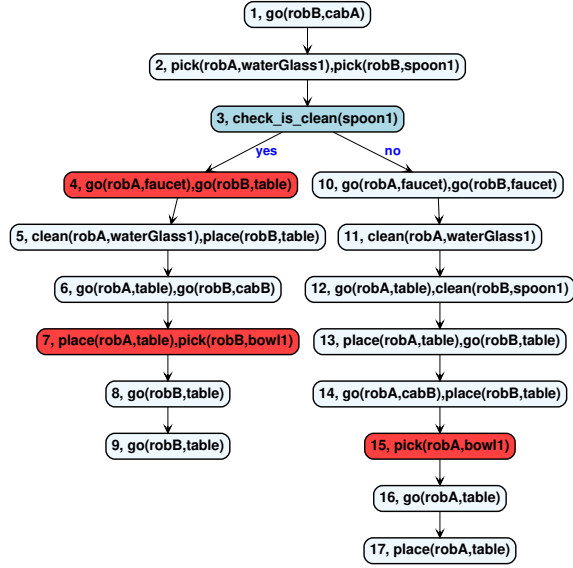 1, go(robB,cabA)
2, pick(robA,waterGlass1),pick(robB,spoon1)
3, check_is_clean(spoon1)
yes
no
4, go(robA,faucet),go(robB,table)
10, go(robA,faucet),go(robB,faucet)
5, clean(robA,waterGlass1),place(robB,table)
11, clean(robA,waterGlass1)
6, go(robA,table),go(robB,cabB)
12, go(robA,table),clean(robB,spoon1)
7, place(robA,table),pick(robB,bowl1)
13, place(robA,table),go(robB,table)
8, go(robB,table)
14, go(robA,cabB),place(robB,table)
9, go(robB,table)
15, pick(robA,bowl1)
16, go(robA,table)
17, place(robA,table)